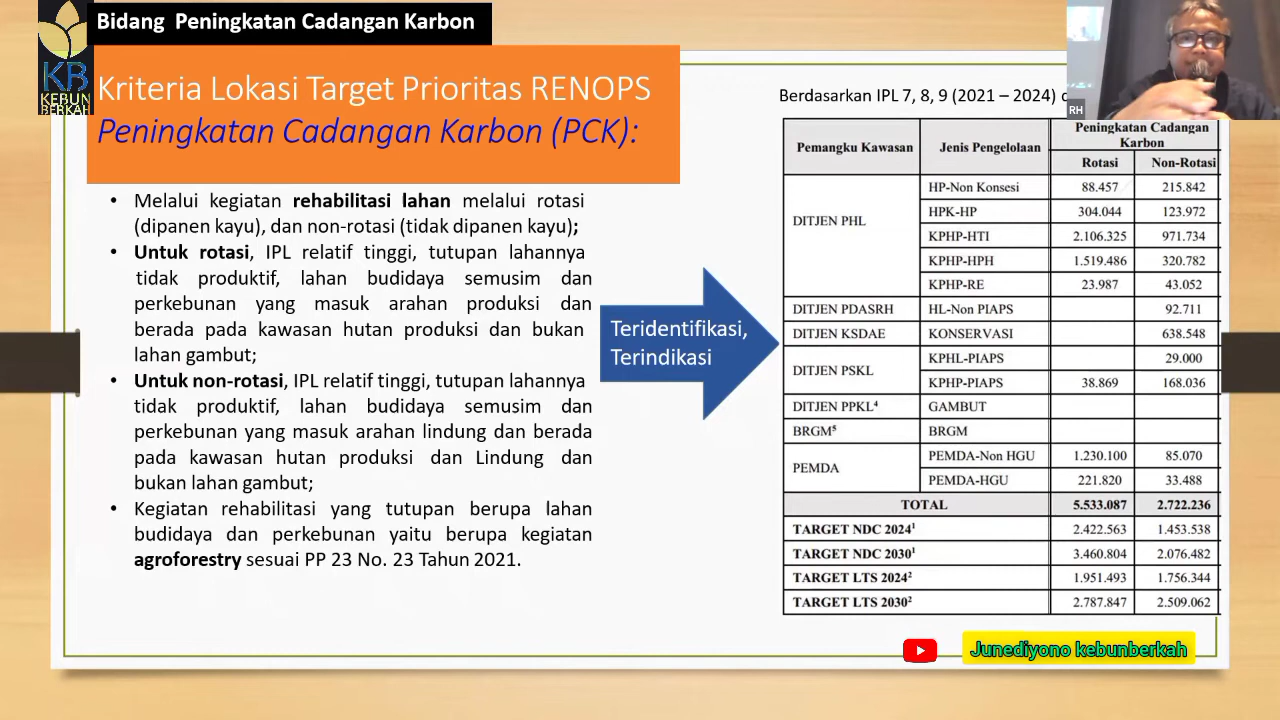 Bidang Peningkatan Cadangan Karbon
KB
KEBUN
BERKAH
Kriteria Lokasi Target Prioritas RENOPS
Peningkatan Cadangan Karbon (PCK):
• Melalui kegiatan rehabilitasi lahan melalui rotasi
(dipanen kayu), dan non-rotasi (tidak dipanen kayu);
• Untuk rotasi, IPL relatif tinggi, tutupan lahannya
tidak produktif, lahan budidaya semusim dan
perkebunan yang masuk arahan produksi dan
berada pada kawasan hutan produksi dan bukan
lahan gambut;
• Untuk non-rotasi, IPL relatif tinggi, tutupan lahannya
tidak produktif, lahan budidaya semusim dan
perkebunan yang masuk arahan lindung dan berada
pada kawasan hutan produksi dan Lindung dan
bukan lahan gambut;
• Kegiatan rehabilitasi yang tutupan berupa lahan
budidaya dan perkebunan yaitu berupa kegiatan
agroforestry sesuai PP 23 No. 23 Tahun 2021.
Teridentifikasi,
Terindikasi
RH
Berdasarkan IPL 7, 8, 9 (2021 – 2024)
Pemangku Kawasan Jenis Pengelolaan Peningkatan Cadangan
Karbon
Rotasi Non-Rotasi
DITJEN PHL HP-Non Konsesi 88.457 215.842
HPK-HP 304.044 123.972
KPHP-HTI 2.106.325 971.734
KPHP-HPH 1.519.486 320.782
KPHP-RE 23.987 43.052
DITJEN PDASRH HL-Non PIAPS 92.711
DITJEN KSDAE KONSERVASI 638.548
DITJEN PSKL KPHL-PIAPS 29.000
KPHP-PIAPS 38.869 168.036
DITJEN PPKL⁴ GAMBUT
BRGM⁵ BRGM
PEMDA PEMDA-Non HGU 1.230.100 85.070
PEMDA-HGU 221.820 33.488
TOTAL 5.533.087 2.722.236
TARGET NDC 2024¹ 2.422.563 1.453.538
TARGET NDC 2030¹ 3.460.804 2.076.482
TARGET LTS 2024² 1.951.493 1.756.344
TARGET LTS 2030² 2.787.847 2.509.062
Junediyono kebunberkah